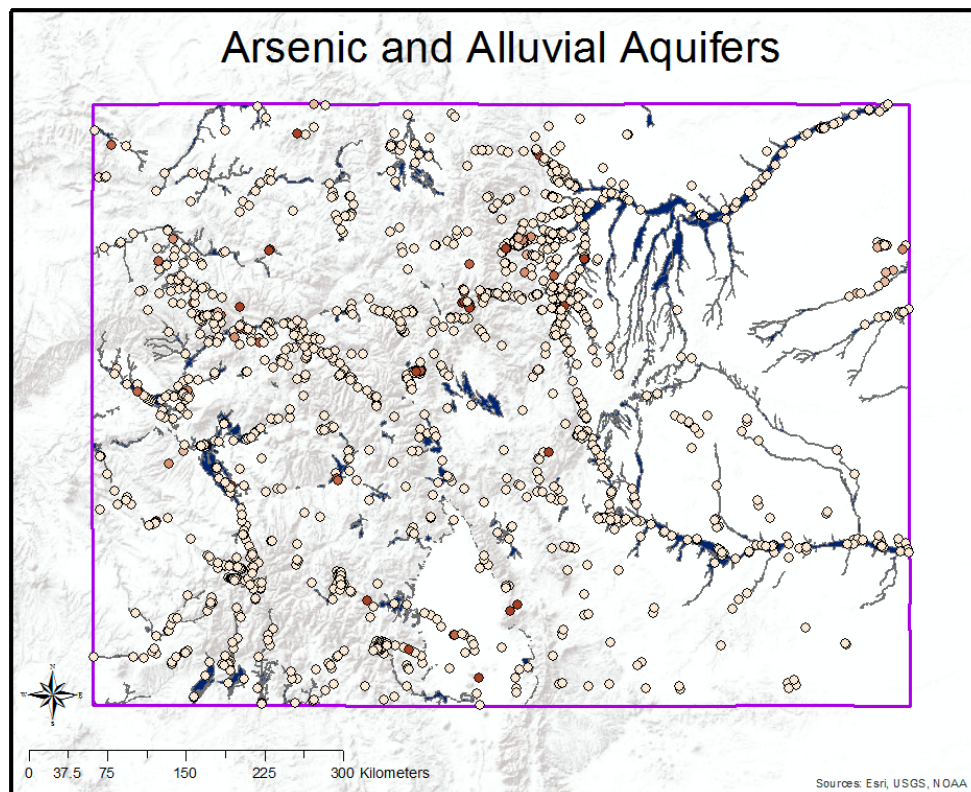 Arsenic and Alluvial Aquifers
N
W E
S
0 37.5 75 150 225 300 Kilometers
Sources: Esri, USGS, NOAA